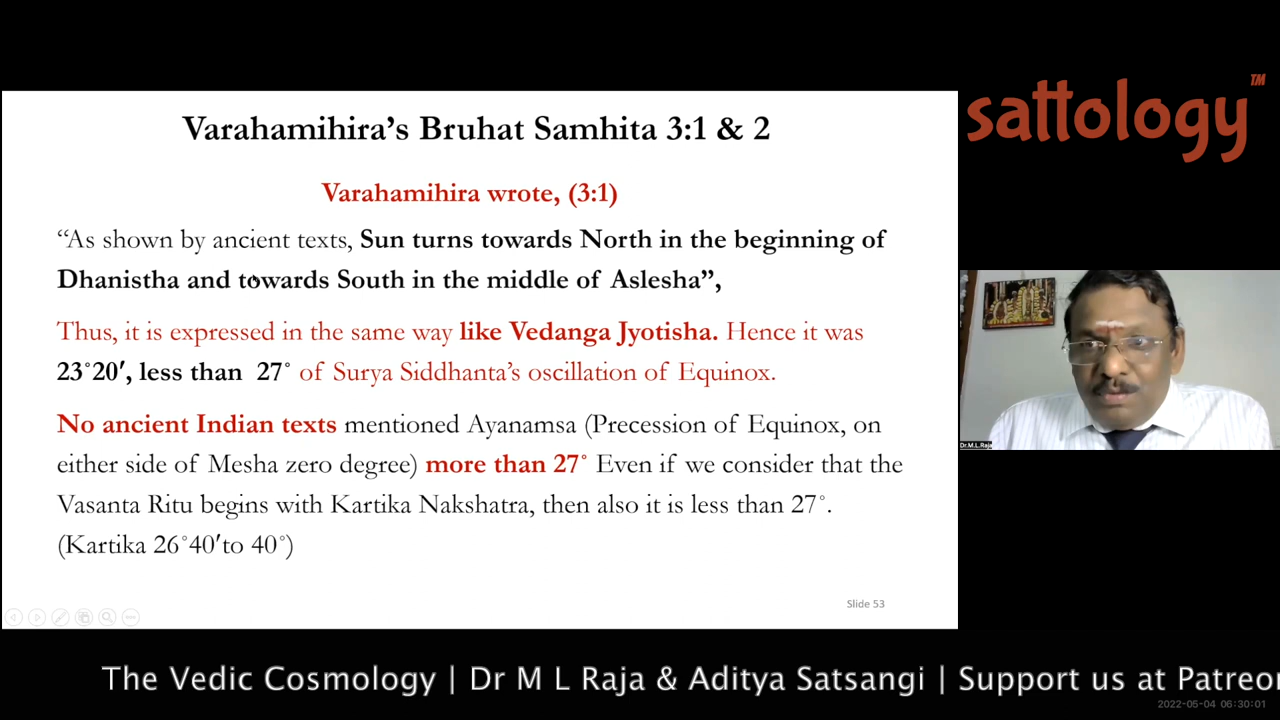 sattology™
Varahamihira’s Bruhat Samhita 3:1 & 2
Varahamihira wrote, (3:1)
“As shown by ancient texts, Sun turns towards North in the beginning of
Dhanistha and towards South in the middle of Aslesha”,
Thus, it is expressed in the same way like Vedanga Jyotisha. Hence it was
23°20′, less than 27° of Surya Siddhanta’s oscillation of Equinox.
No ancient Indian texts mentioned Ayanamsa (Precession of Equinox, on
either side of Mesha zero degree) more than 27° Even if we consider that the
Vasanta Ritu begins with Kartika Nakshatra, then also it is less than 27°.
(Kartika 26°40′to 40°)
Slide 53
Dr.M.L.Raja
The Vedic Cosmology | Dr M L Raja & Aditya Satsangi | Support us at Patreo
2022-05-04 06:30:01